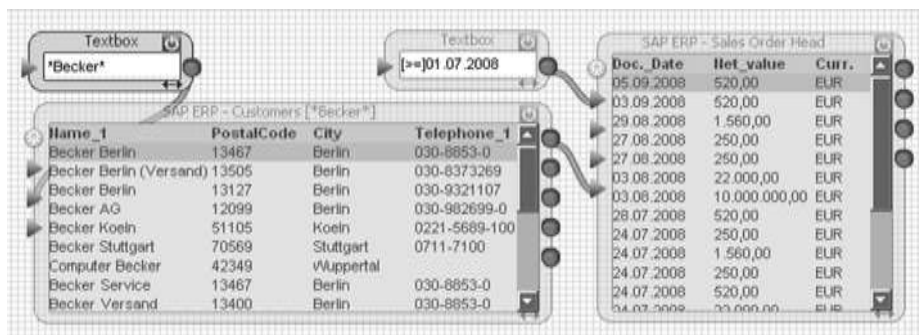 Textbox
*Becker*
Textbox
[>=]01.07.2008
SAP ERP - Customers [*Becker*]
Name_1 PostalCode City Telephone_1
Becker Berlin 13467 Berlin 030-8853-0
Becker Berlin (Versand) 13505 Berlin 030-8373269
Becker Berlin 13127 Berlin 030-9321107
Becker AG 12099 Berlin 030-982699-0
Becker Koeln 51105 Koeln 0221-5689-100
Becker Stuttgart 70569 Stuttgart 0711-7100
Computer Becker 42349 Wuppertal
Becker Service 13467 Berlin 030-8853-0
Becker Versand 13400 Berlin 030-8853-0
SAP ERP - Sales Order Head
Doc._Date Net_value Curr.
05.09.2008 520,00 EUR
03.09.2008 520,00 EUR
29.08.2008 1.560,00 EUR
27.08.2008 250,00 EUR
27.08.2008 250,00 EUR
03.08.2008 22.000,00 EUR
03.08.2008 10.000.000,00 EUR
28.07.2008 520,00 EUR
24.07.2008 250,00 EUR
24.07.2008 1.560,00 EUR
24.07.2008 250,00 EUR
24.07.2008 520,00 EUR
24.07.2008 EUR